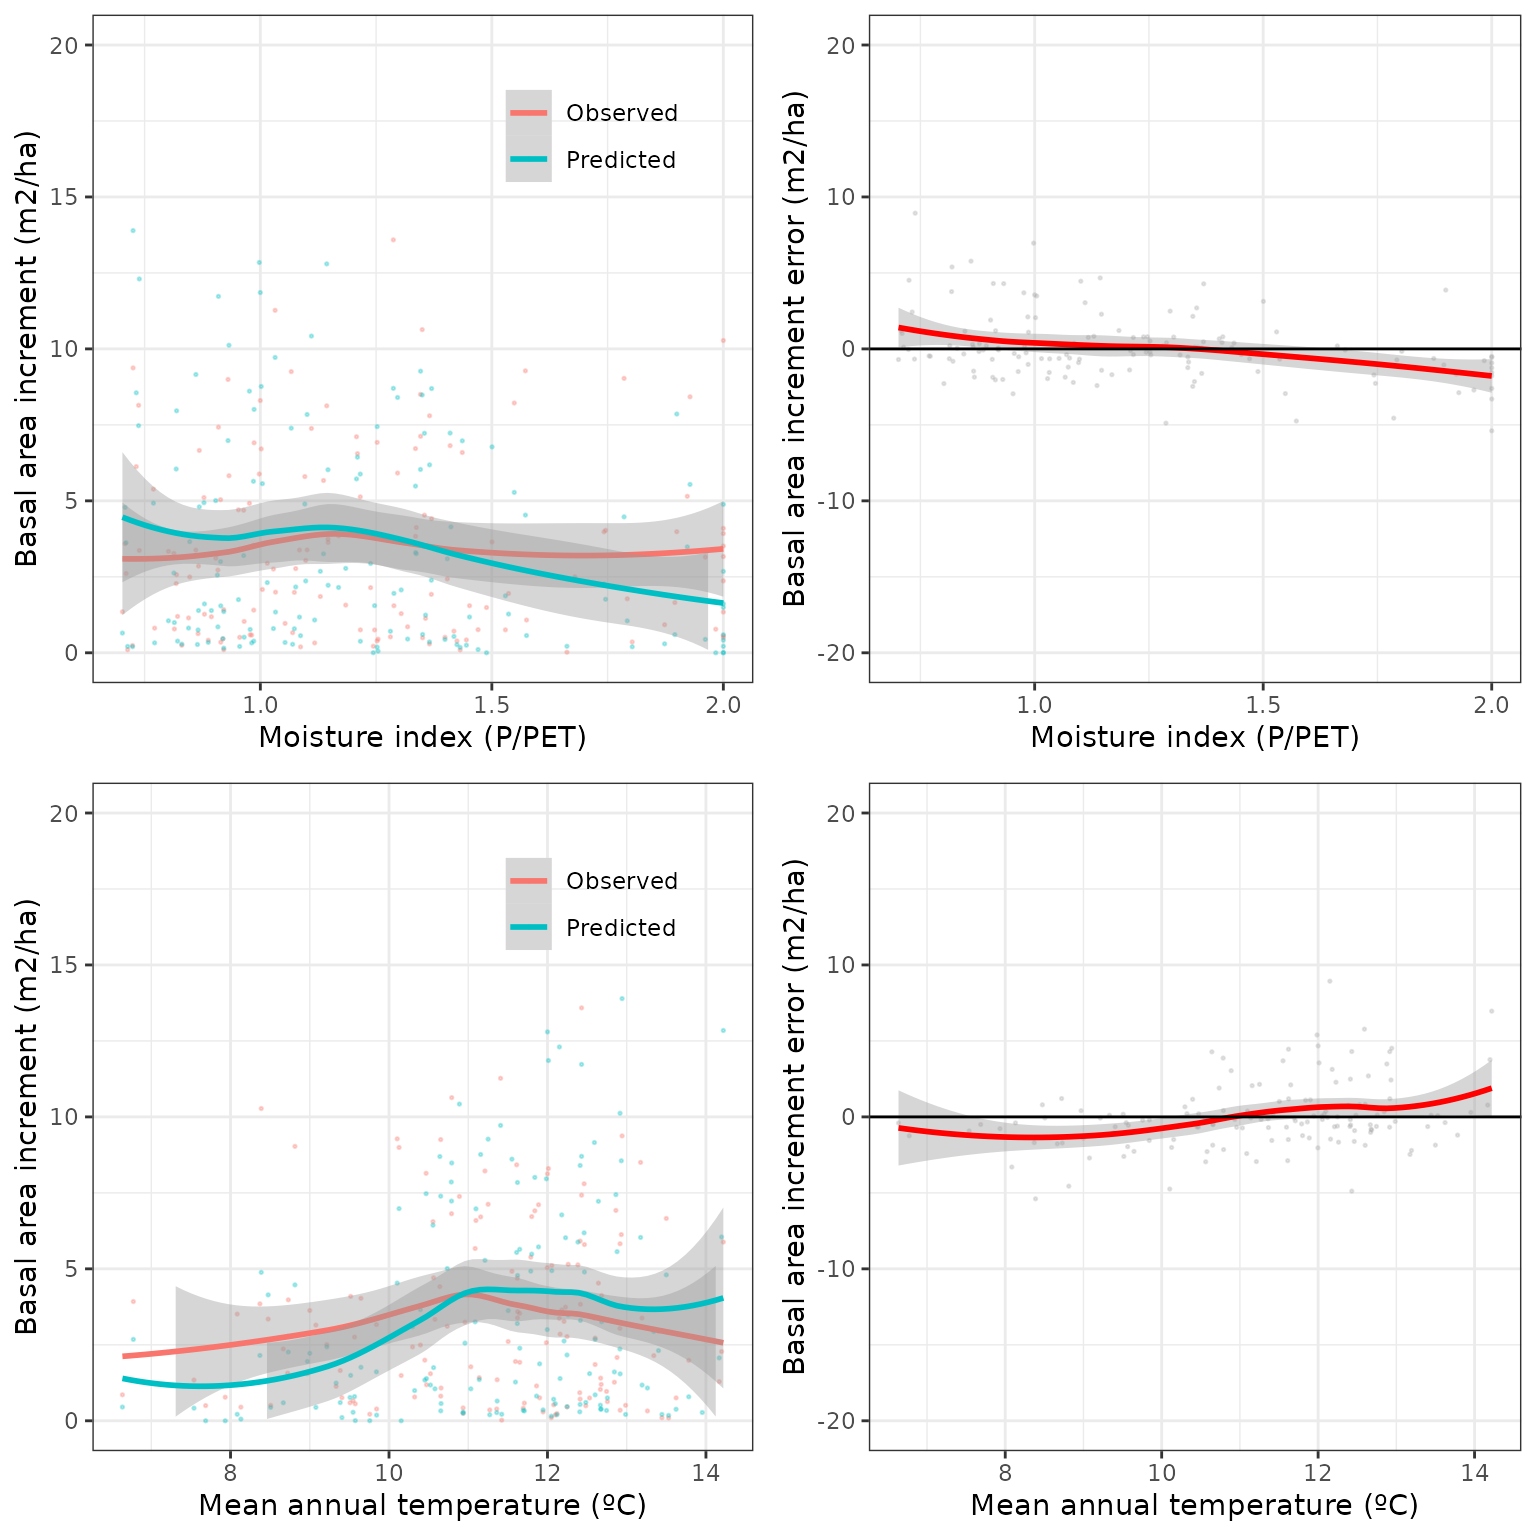 Basal area increment (m2/ha)
20
15
10
5
0
Observed
Predicted
1.0
1.5
2.0
Moisture index (P/PET)
Basal area increment error (m2/ha)
20
10
0
-10
-20
1.0
1.5
2.0
Moisture index (P/PET)
Basal area increment (m2/ha)
20
15
10
5
0
Observed
Predicted
8
10
12
14
Mean annual temperature (ºC)
Basal area increment error (m2/ha)
20
10
0
-10
-20
8
10
12
14
Mean annual temperature (ºC)